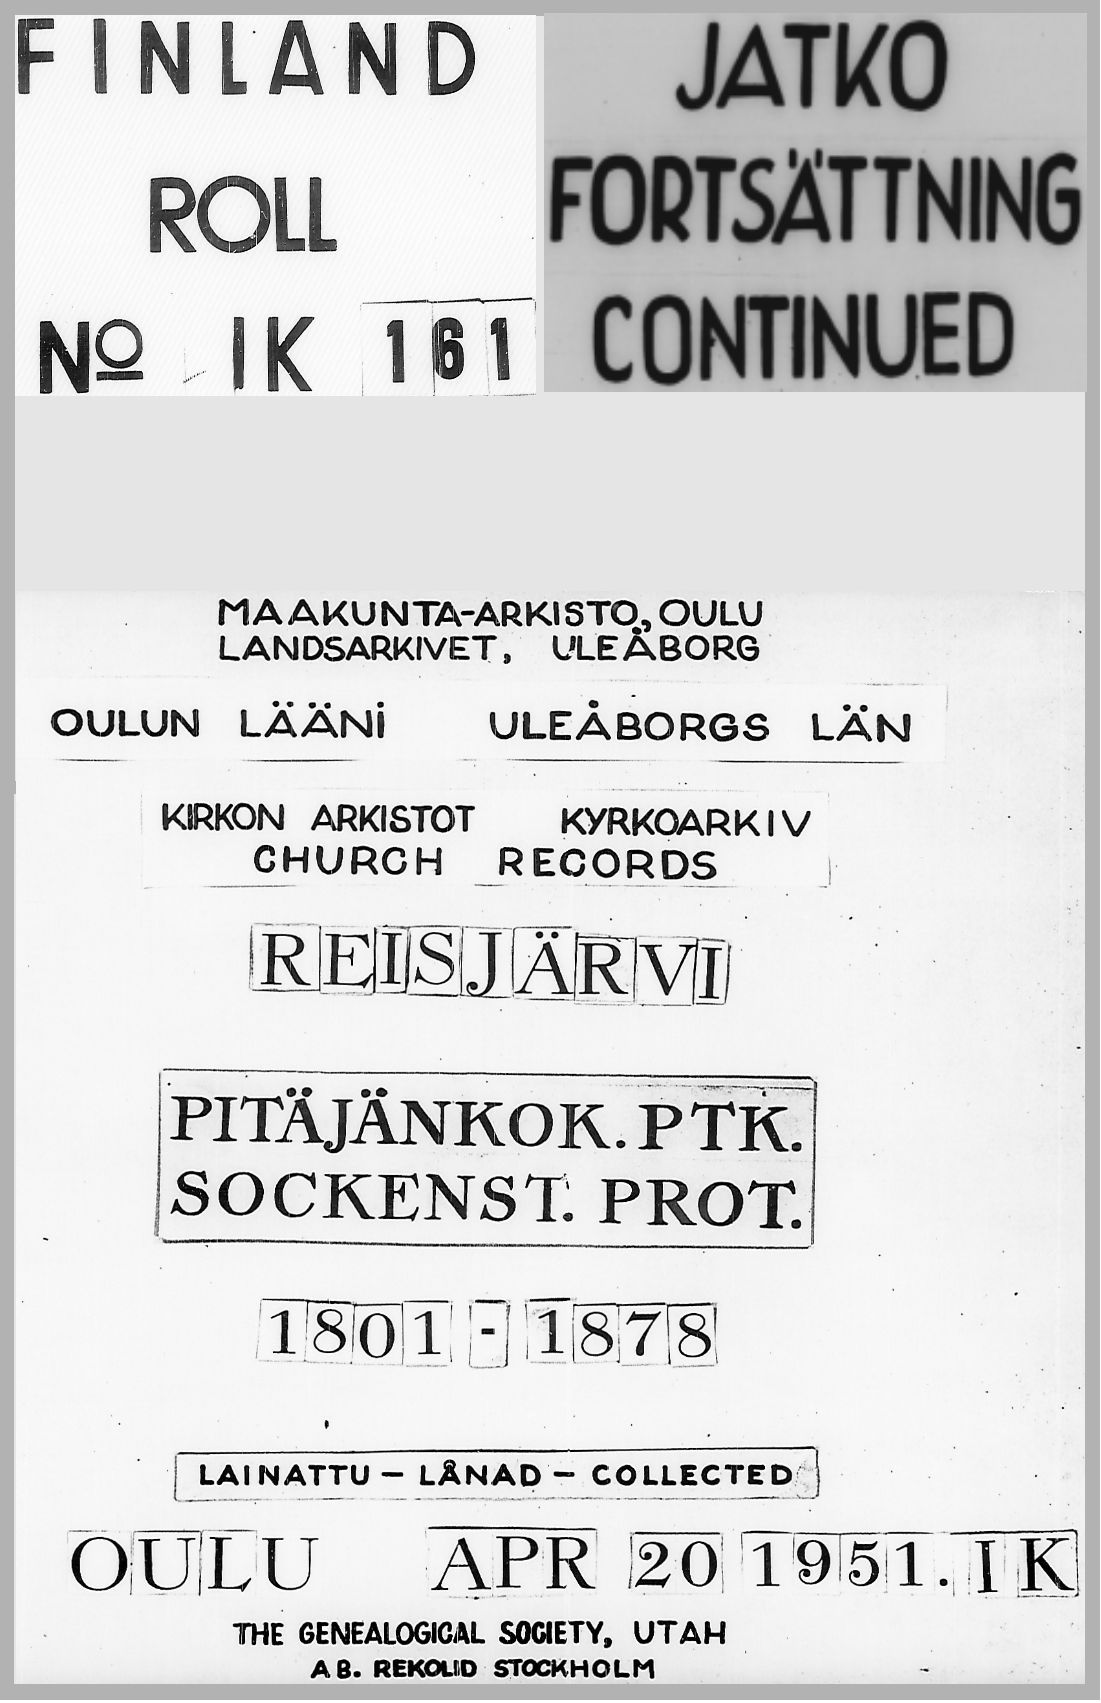 FINLAND
ROLL
Nº IK 161
JATKO
FORTSÄTTNING
CONTINUED
MAAKUNTA-ARKISTO, OULU
LANDSARKIVET, ULEÅBORG
OULUN LÄÄNI ULEÅBORGS LÄN
KIRKON ARKISTOT KYRKOARKIV
CHURCH RECORDS
REISJÄRVI
PITÄJÄNKOK. PTK.
SOCKENST. PROT.
1801 - 1878
LAINATTU - LÅNAD - COLLECTED
OULU APR 20 1951. IK
THE GENEALOGICAL SOCIETY, UTAH
AB. REKOLID STOCKHOLM